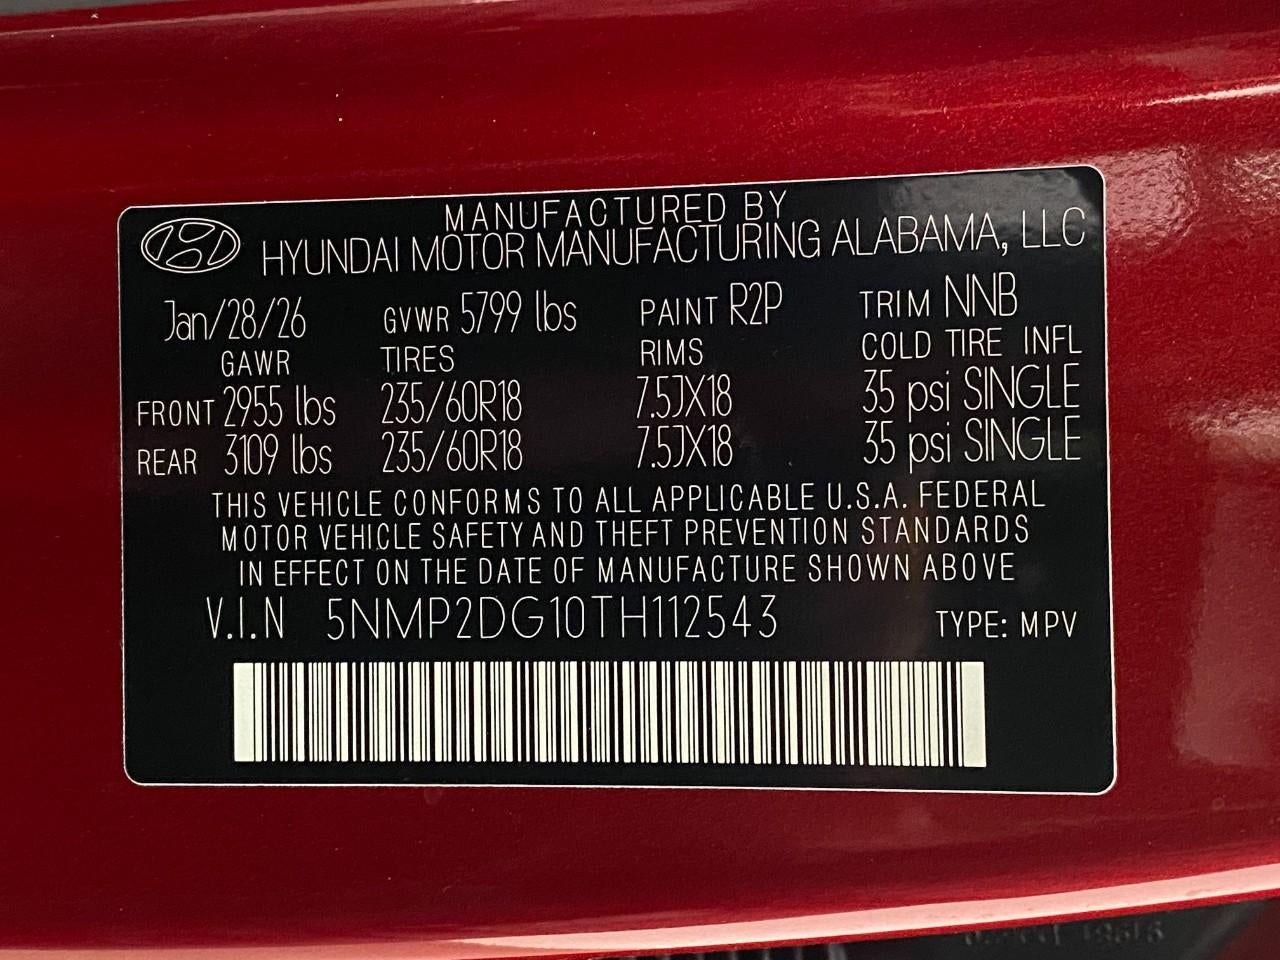 MANUFACTURED BY
HYUNDAI MOTOR MANUFACTURING ALABAMA, LLC
Jan/28/26 GVWR 5799 lbs PAINT R2P TRIM NNB
GAWR TIRES RIMS COLD TIRE INFL
FRONT 2955 lbs 235/60R18 7.5JX18 35 psi SINGLE
REAR 3109 lbs 235/60R18 7.5JX18 35 psi SINGLE
THIS VEHICLE CONFORMS TO ALL APPLICABLE U.S.A. FEDERAL
MOTOR VEHICLE SAFETY AND THEFT PREVENTION STANDARDS
IN EFFECT ON THE DATE OF MANUFACTURE SHOWN ABOVE
V.I.N 5NMP2DG10TH112543 TYPE: MPV